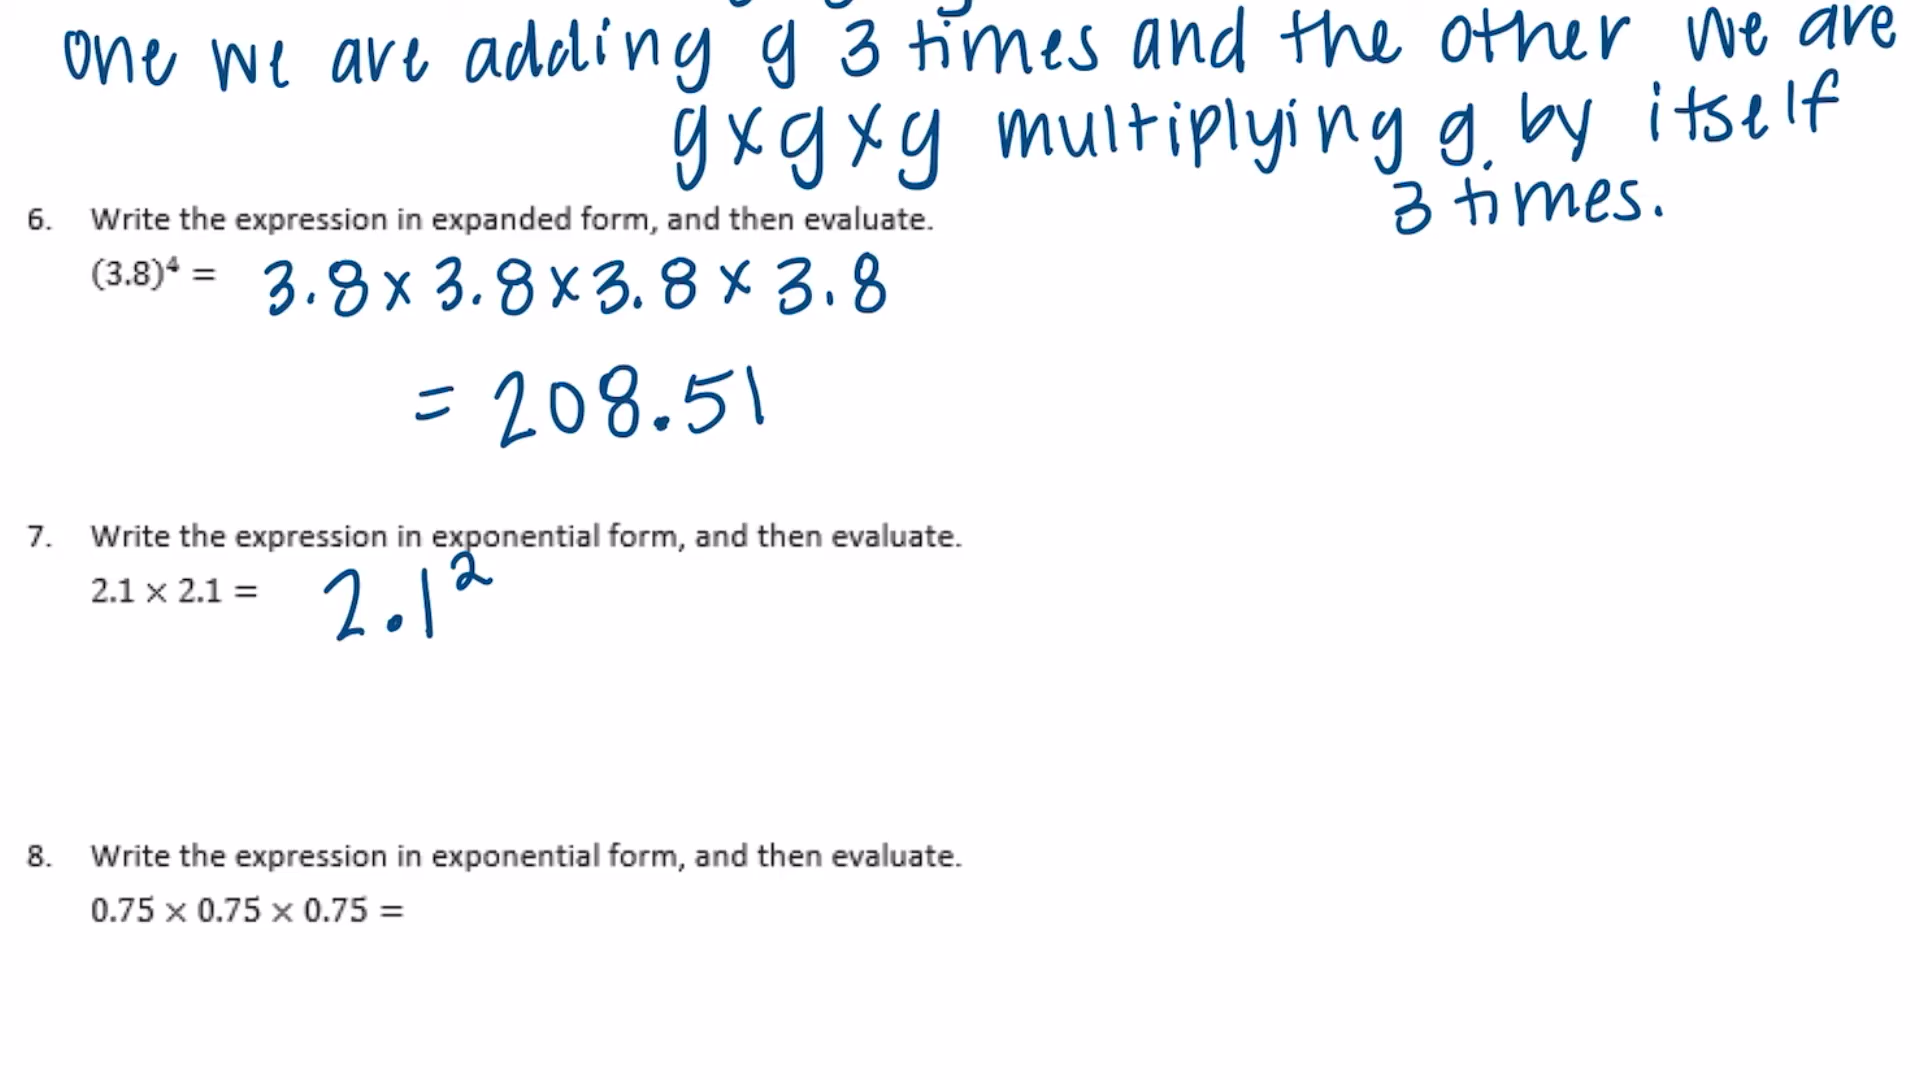 one we are adding g 3 times and the other we are
g x g x g multiplying g by itself
3 times.
6. Write the expression in expanded form, and then evaluate.
(3.8)⁴ = 3.8 x 3.8 x 3.8 x 3.8
= 208.51
7. Write the expression in exponential form, and then evaluate.
2.1 × 2.1 = 2.1²
8. Write the expression in exponential form, and then evaluate.
0.75 × 0.75 × 0.75 =